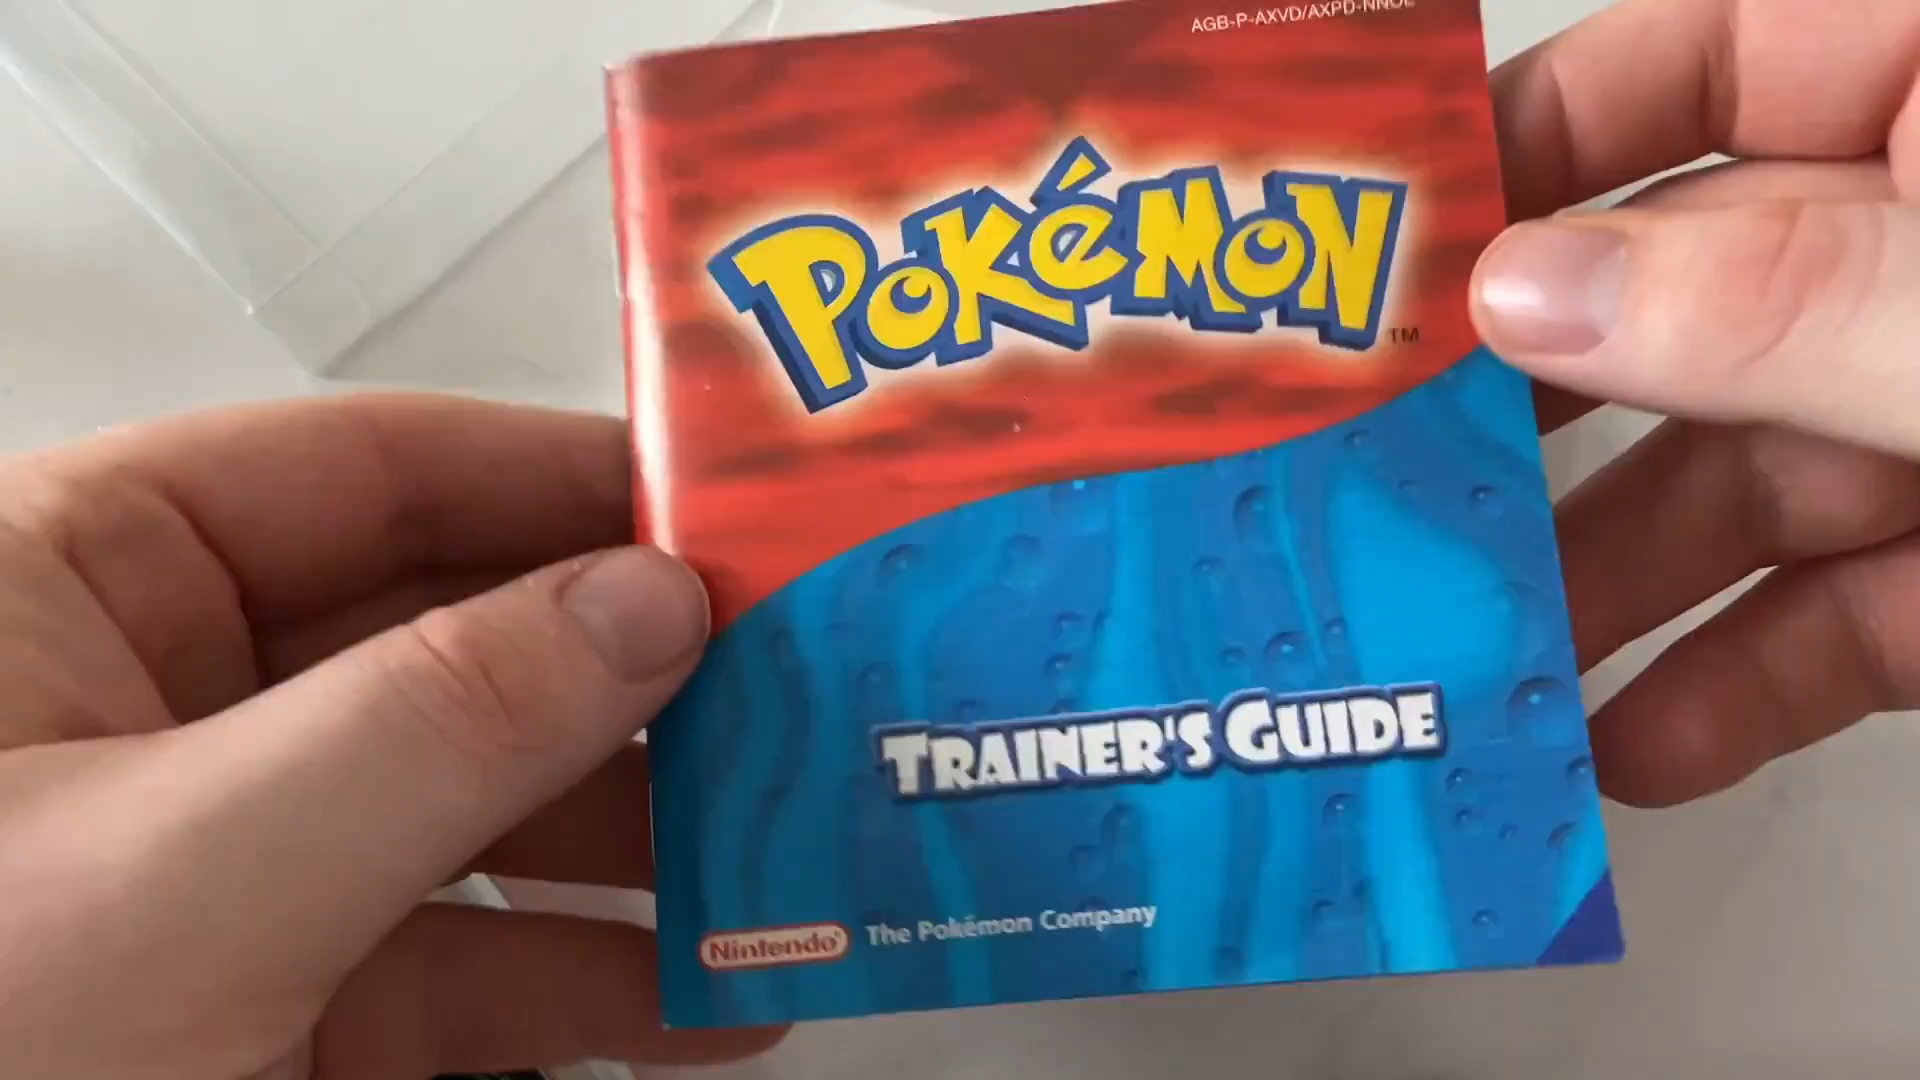 AGB-P-AXVD/AXPD-NNOE
POKÉMON
TM
TRAINER'S GUIDE
Nintendo® The Pokémon Company